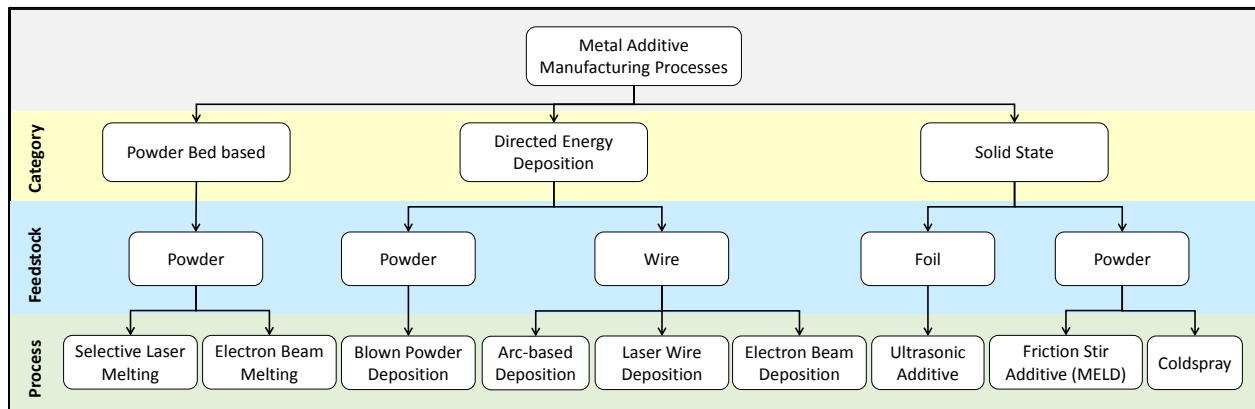 Metal Additive
Manufacturing Processes
Category
Powder Bed based
Directed Energy
Deposition
Solid State
Feedstock
Powder
Powder
Wire
Foil
Powder
Process
Selective Laser
Melting
Electron Beam
Melting
Blown Powder
Deposition
Arc-based
Deposition
Laser Wire
Deposition
Electron Beam
Deposition
Ultrasonic
Additive
Friction Stir
Additive (MELD)
Coldspray